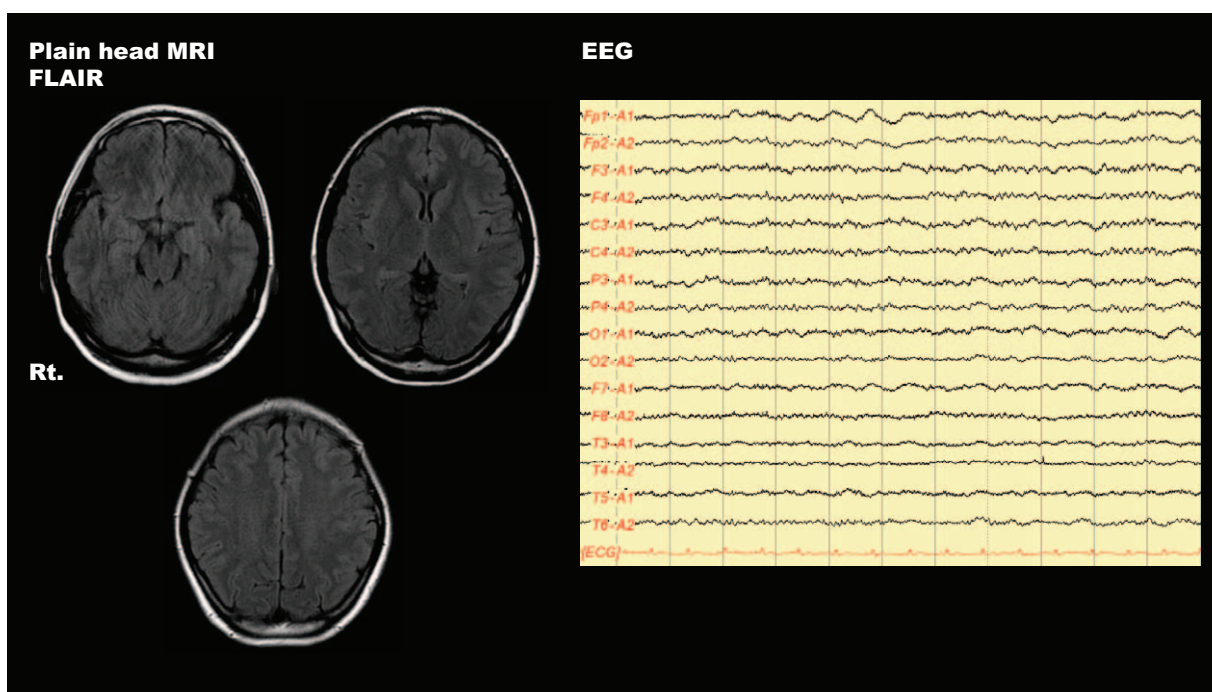 Plain head MRI
FLAIR
Rt.
EEG
Fp1-A1
Fp2-A2
F3-A1
F4-A2
C3-A1
C4-A2
P3-A1
P4-A2
O1-A1
O2-A2
F7-A1
F8-A2
T3-A1
T4-A2
T5-A1
T6-A2
[ECG]